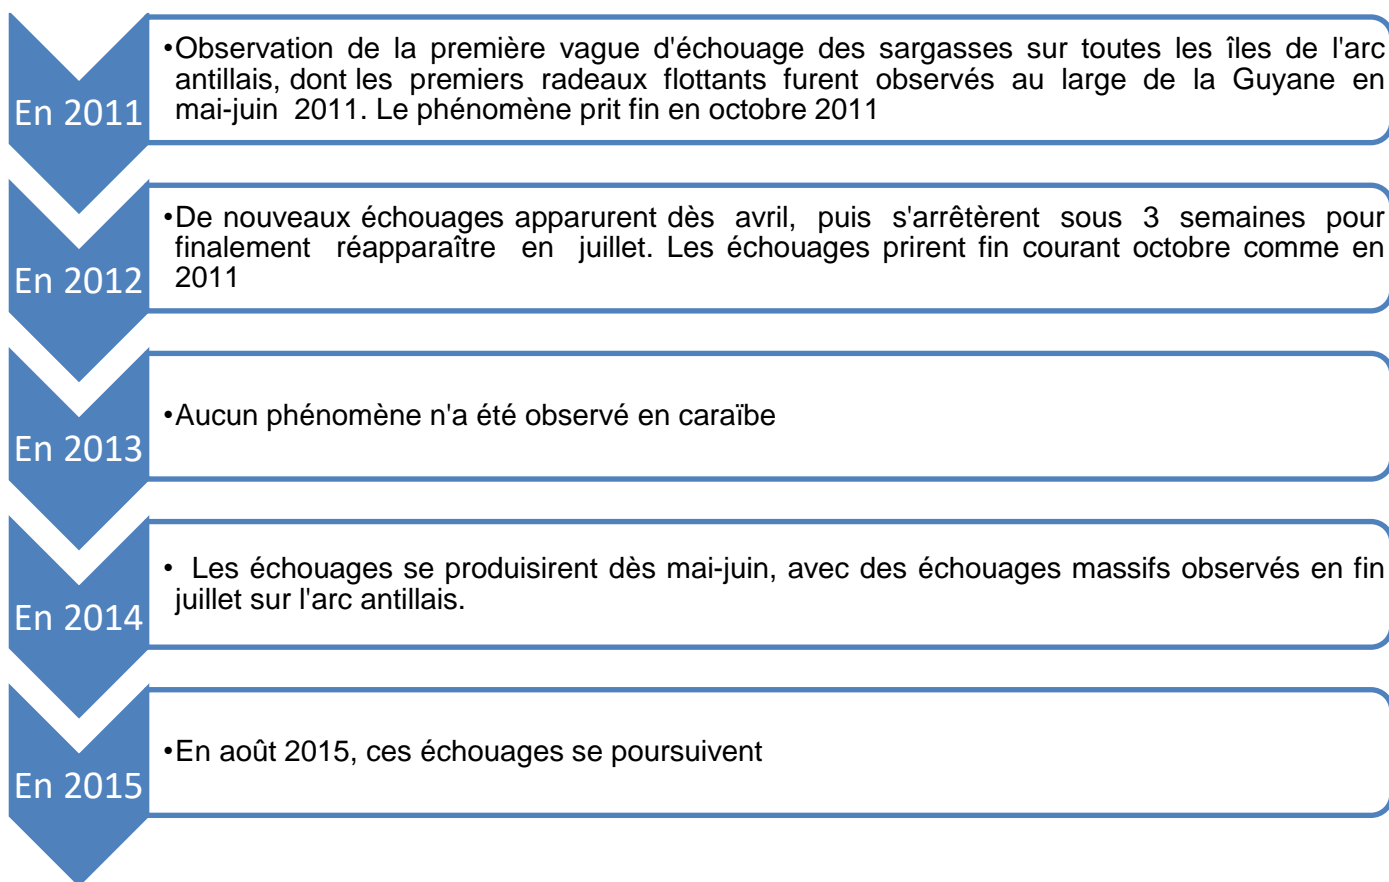 En 2011
•Observation de la première vague d'échouage des sargasses sur toutes les îles de l'arc
antillais, dont les premiers radeaux flottants furent observés au large de la Guyane en
mai-juin 2011. Le phénomène prit fin en octobre 2011
En 2012
•De nouveaux échouages apparurent dès avril, puis s'arrêtèrent sous 3 semaines pour
finalement réapparaître en juillet. Les échouages prirent fin courant octobre comme en
2011
En 2013
•Aucun phénomène n'a été observé en caraïbe
En 2014
• Les échouages se produisirent dès mai-juin, avec des échouages massifs observés en fin
juillet sur l'arc antillais.
En 2015
•En août 2015, ces échouages se poursuivent